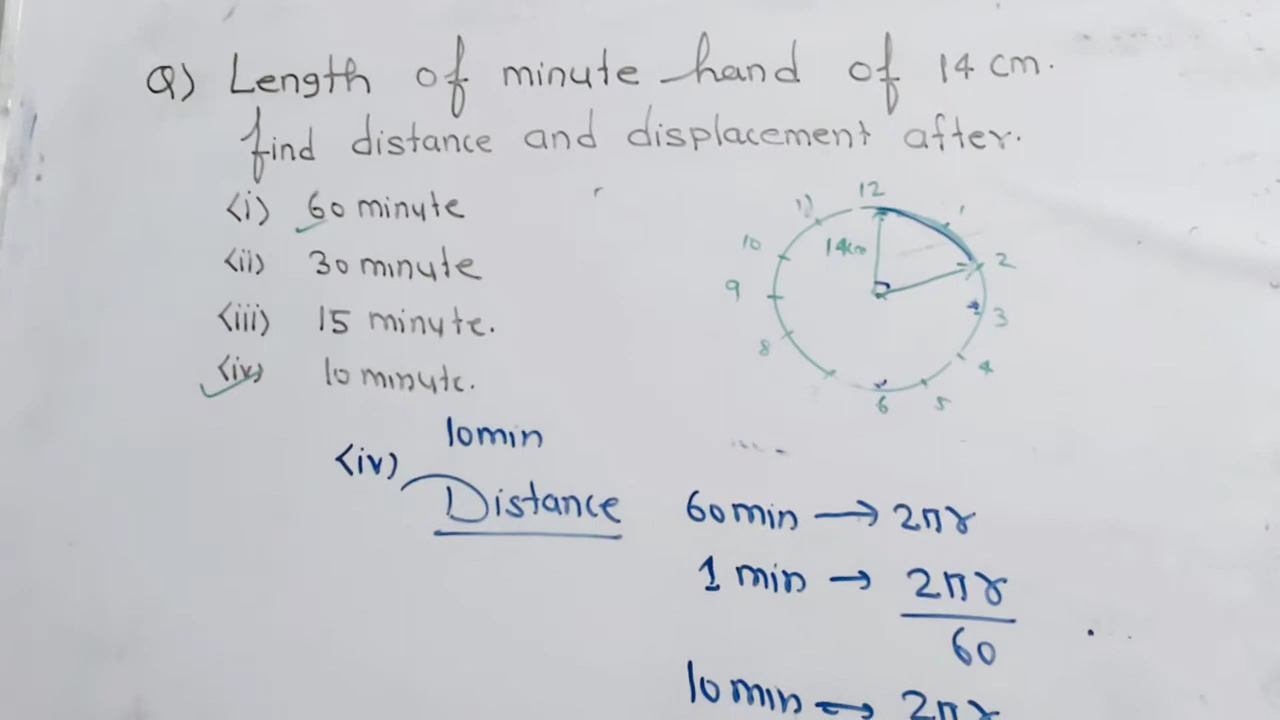 Q) Length of minute hand of 14 cm.
find distance and displacement after.
(i) 60 minute
(ii) 30 minute
(iii) 15 minute.
(iv) 10 minute.
12
11
1
10
14cm
2
9
3
8
4
6
5
10min
(iv)
Distance 60min → 2πr
1 min → 2πr
60
10min → 2πr